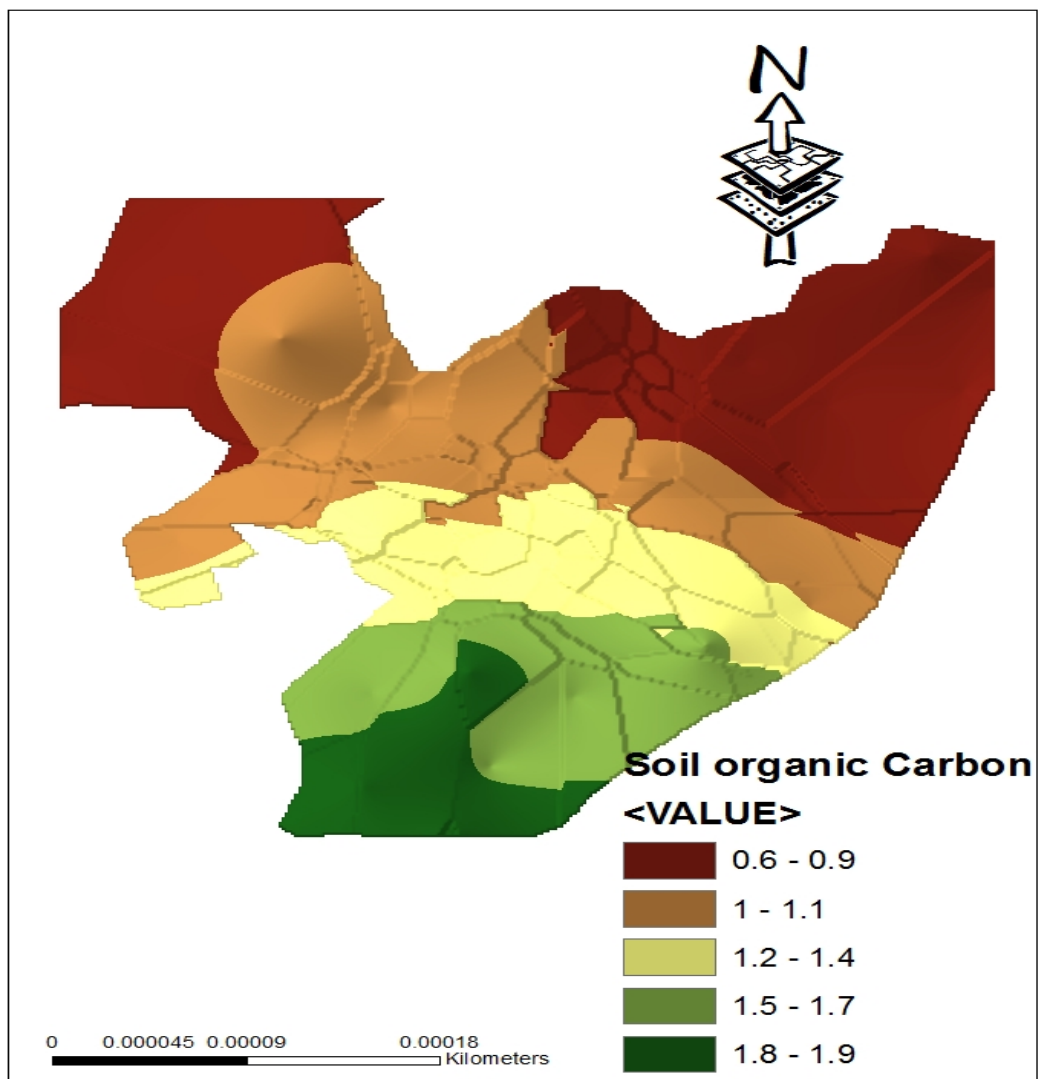 N
Soil organic Carbon
<VALUE>
0.6 - 0.9
1 - 1.1
1.2 - 1.4
1.5 - 1.7
1.8 - 1.9
0 0.000045 0.00009 0.00018
Kilometers